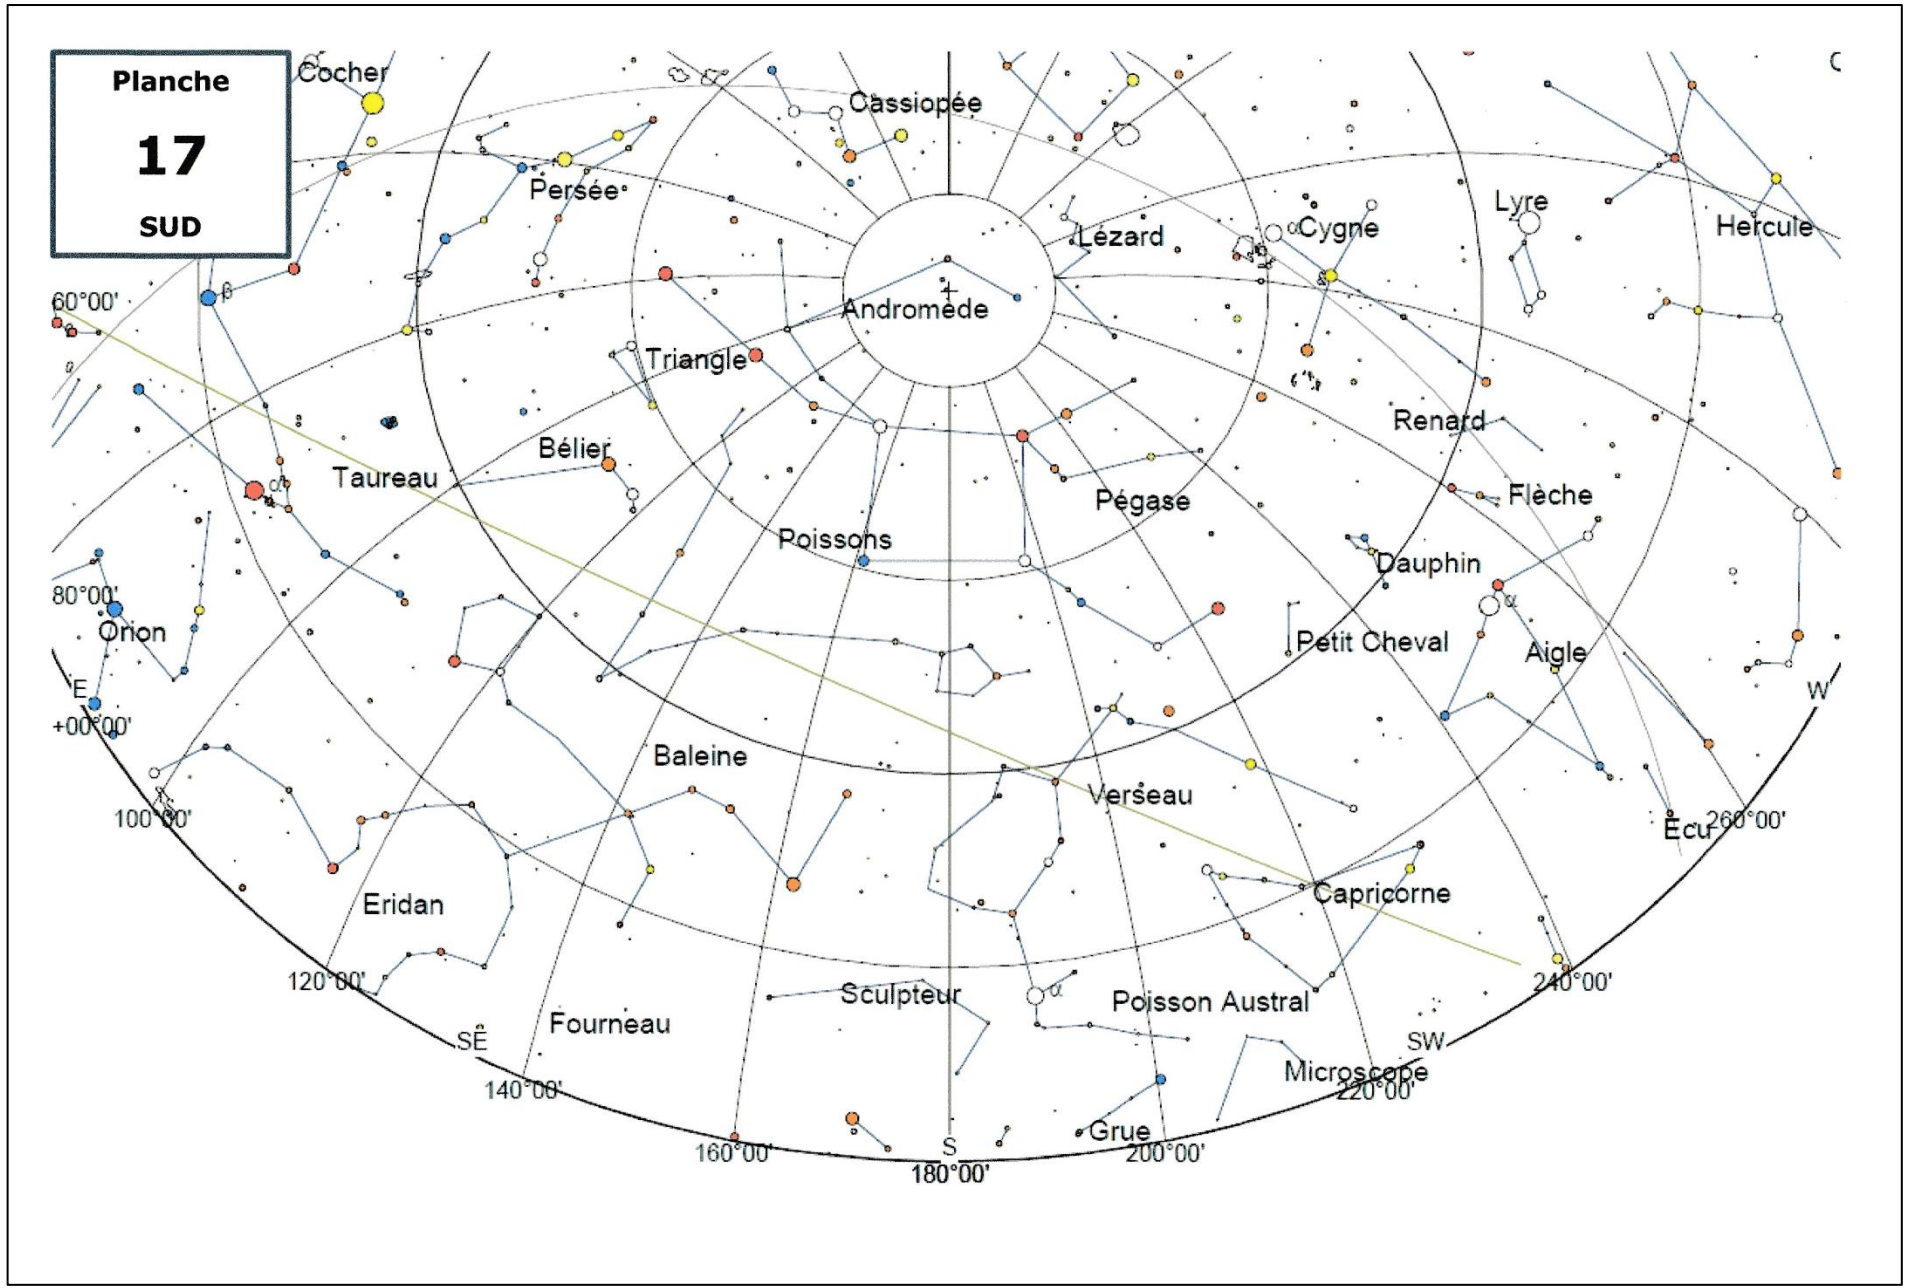 Planche
17
SUD
Cocher
Cassiopée
C
Persée
Lyre
Cygne
α
Hercule
Lézard
β
60°00'
Andromède
Triangle
Renard
Bélier
Taureau
α
Flèche
Pégase
Poissons
Dauphin
80°00'
α
Orion
Petit Cheval
Aigle
E
W
+00°00'
Baleine
Verseau
100°00'
Ecu
260°00'
Eridan
Capricorne
120°00'
240°00'
Sculpteur
α
Poisson Austral
Fourneau
SE
SW
Microscope
140°00'
220°00'
Grue
160°00'
S
200°00'
180°00'